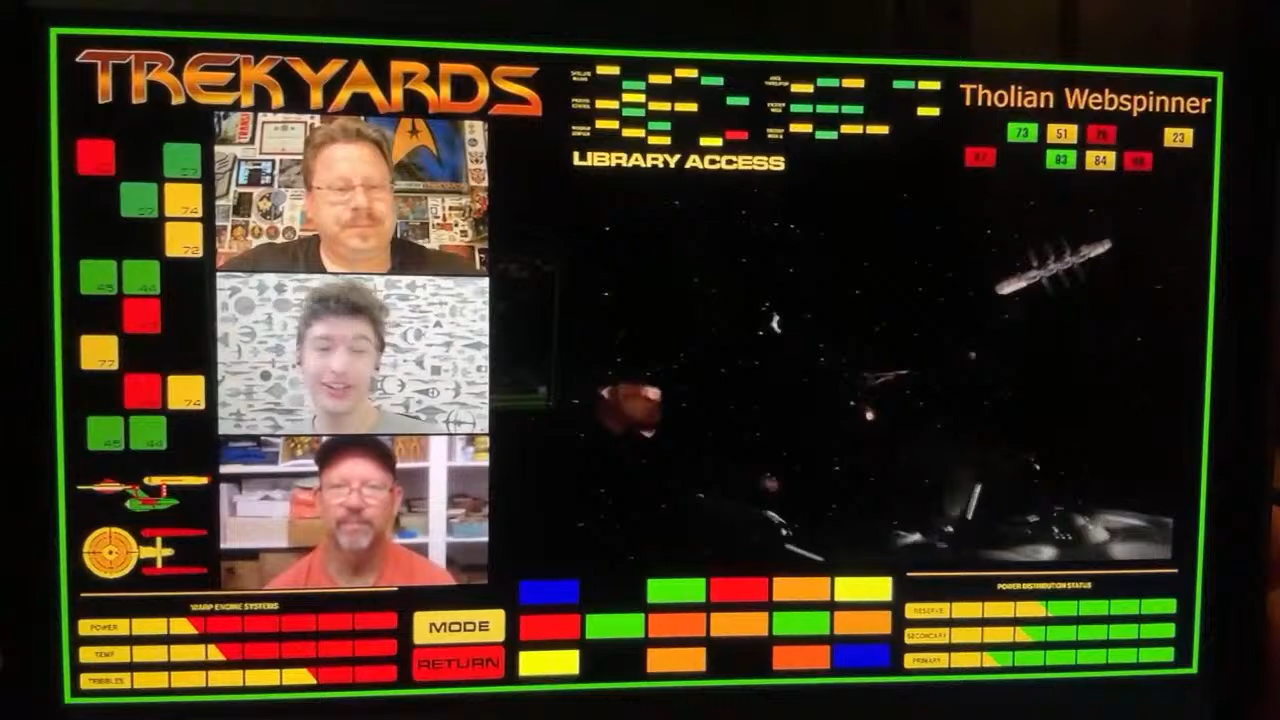 TREKYARDS
Tholian Webspinner
LIBRARY ACCESS
73
51
23
83
84
57
74
72
45
44
77
74
45
44
WARP ENGINE SYSTEMS
POWER
TEMP
TRIBBLES
MODE
RETURN
POWER DISTRIBUTION STATUS
RESERVE
SECONDARY
PRIMARY